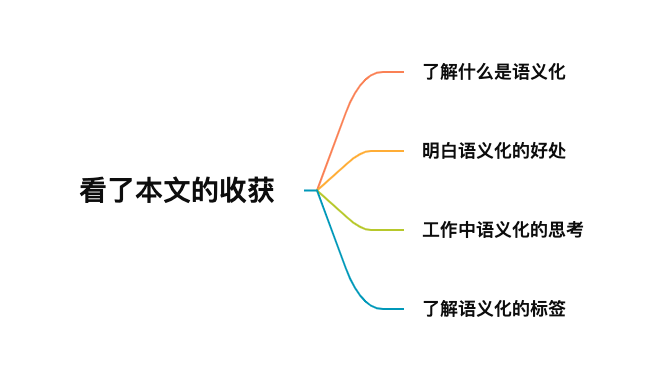 看了本文的收获
了解什么是语义化
明白语义化的好处
工作中语义化的思考
了解语义化的标签